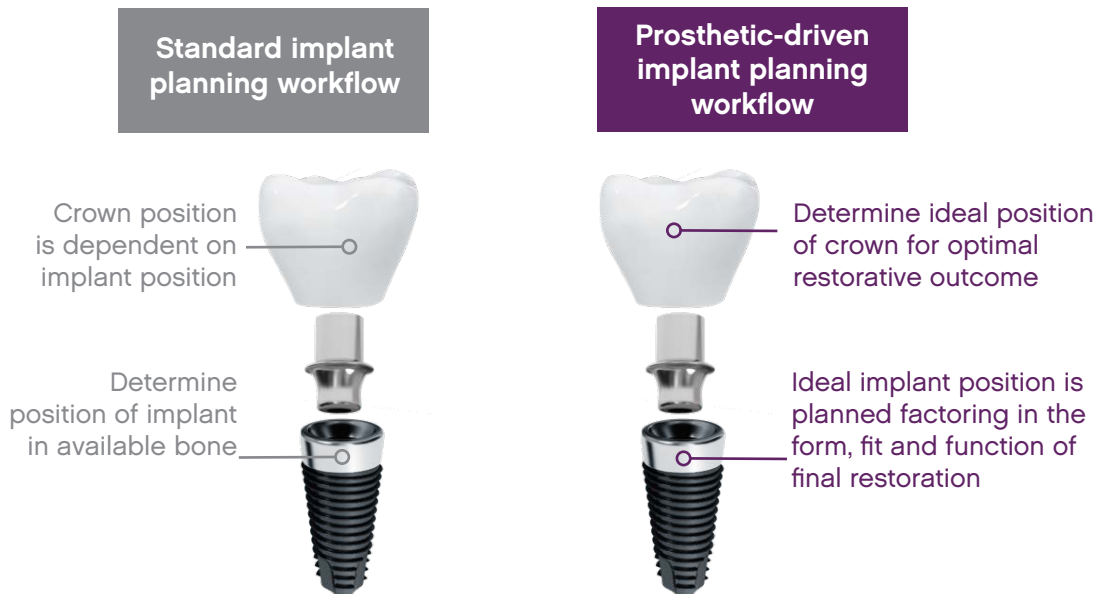 Standard implant
planning workflow
Prosthetic-driven
implant planning
workflow
Crown position
is dependent on
implant position
Determine
position of implant
in available bone
Determine ideal position
of crown for optimal
restorative outcome
Ideal implant position is
planned factoring in the
form, fit and function of
final restoration